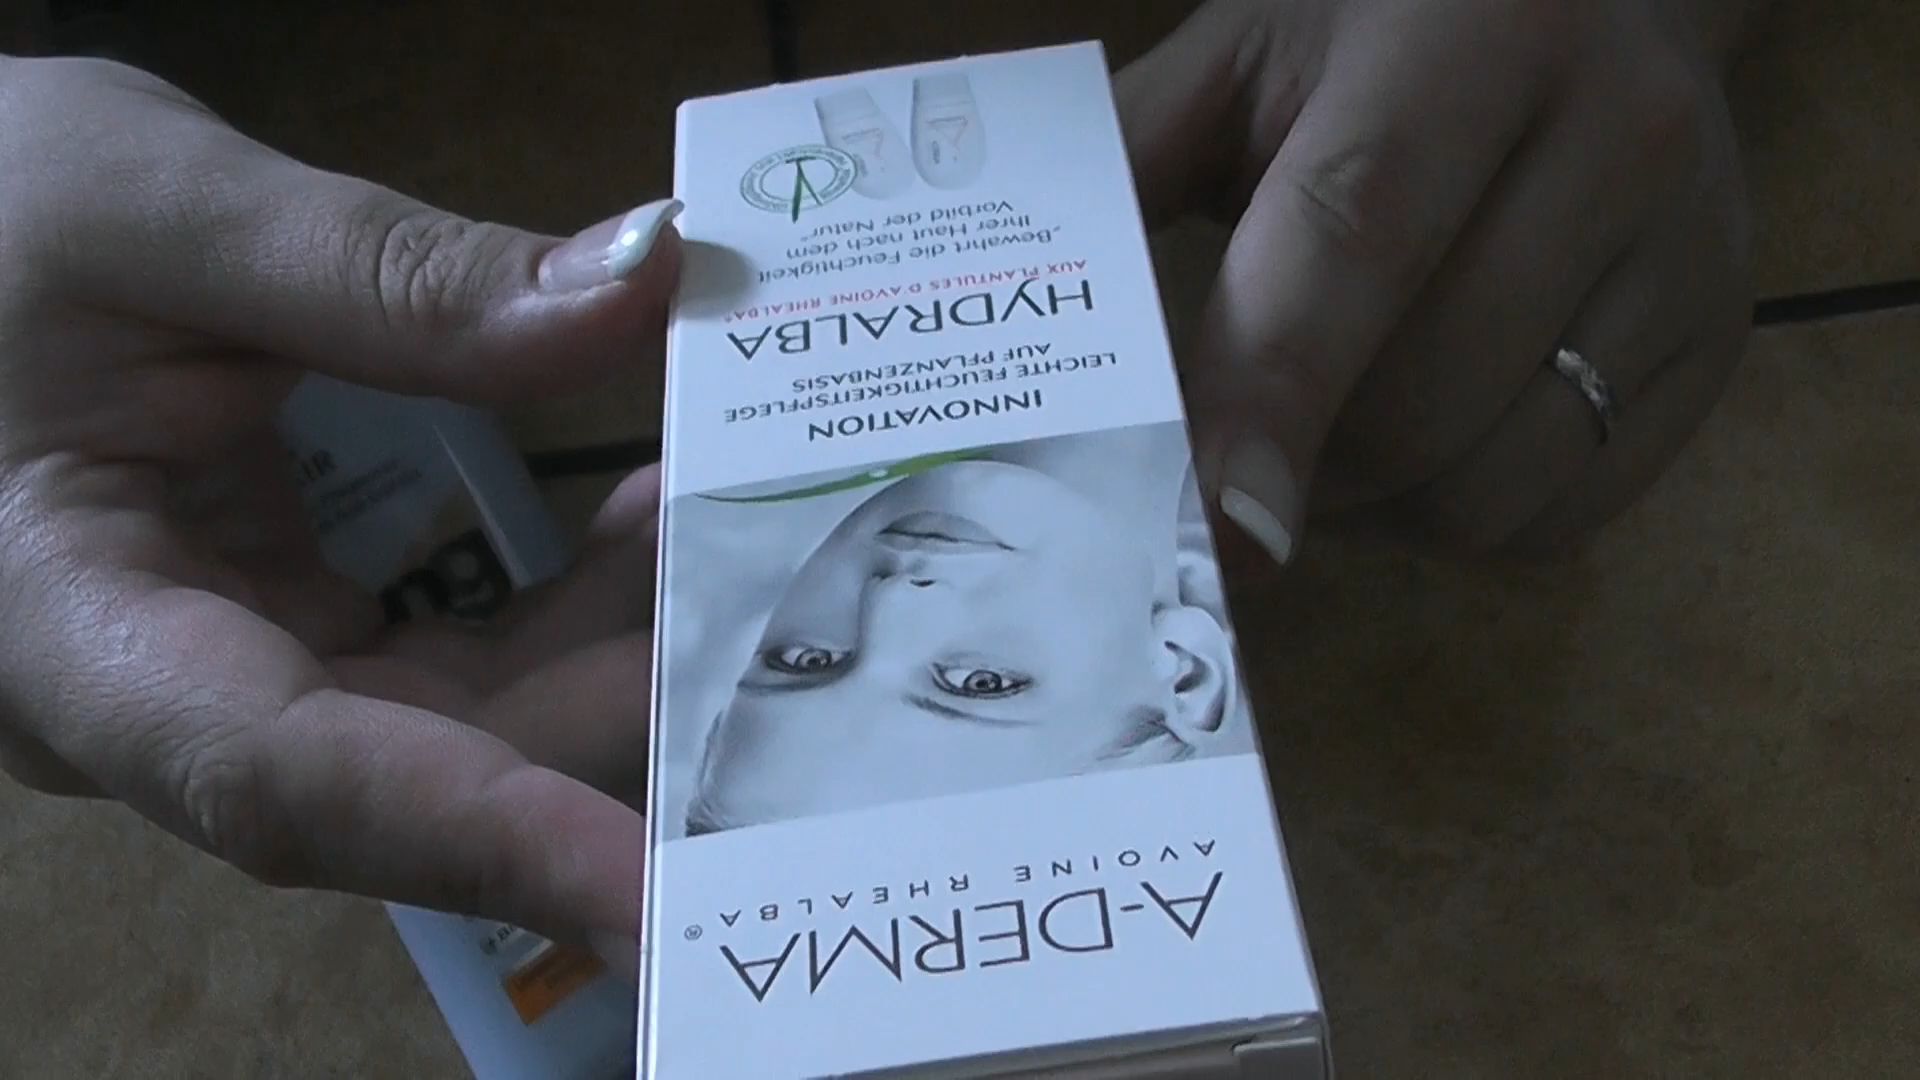 A-DERMA®
AVOINE RHEALBA
INNOVATION
LEICHTE FEUCHTIGKEITSPFLEGE
AUF PFLANZENBASIS
HYDRALBA
AUX PLANTULES D'AVOINE RHEALBA®
„Bewahrt die Feuchtigkeit
Ihrer Haut nach dem
Vorbild der Natur"
ng